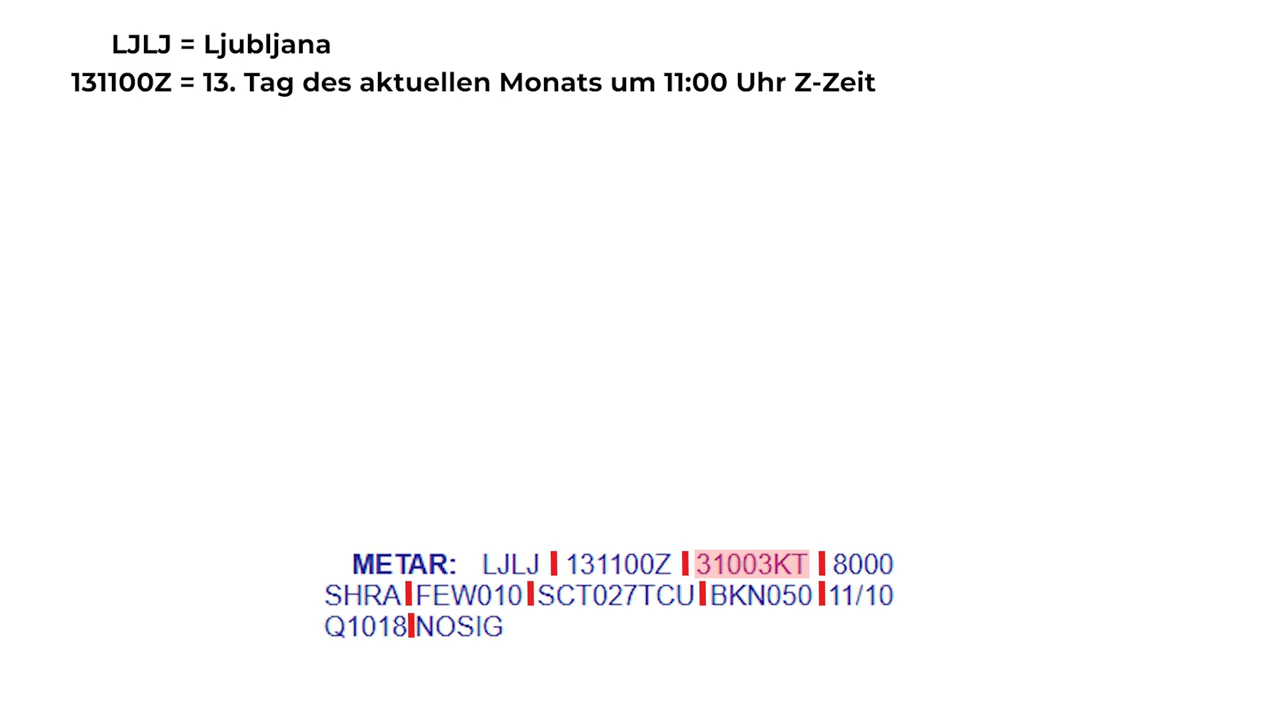 LJLJ = Ljubljana
131100Z = 13. Tag des aktuellen Monats um 11:00 Uhr Z-Zeit
METAR: LJLJ | 131100Z | 31003KT | 8000
SHRA | FEW010 | SCT027TCU | BKN050 | 11/10
Q1018 | NOSIG